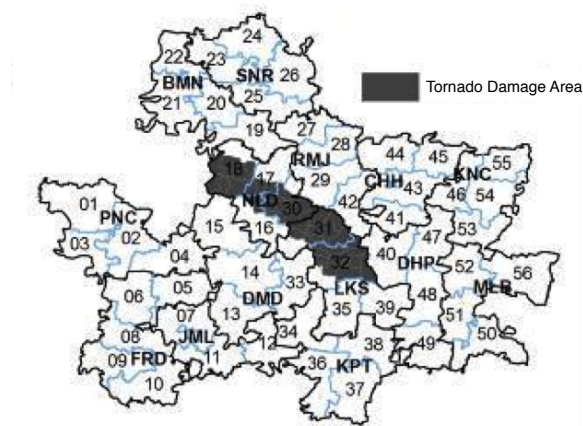 24
22 23
SNR 26
BMN
21 20 25
Tornado Damage Area
19 27
28
RMJ
44 45
18 17 29
CHH KNC 55
43
01
NLD 30 42 46 54
PNC
15 16 31 41
03 02 47 53
04 14 32 40 DHP 52 56
06 05 33 MLR
DMD LKS
07 13 35 39 48 51
08 JML 34 50
09 FRD 11 12 36 38 49
KPT
10 37